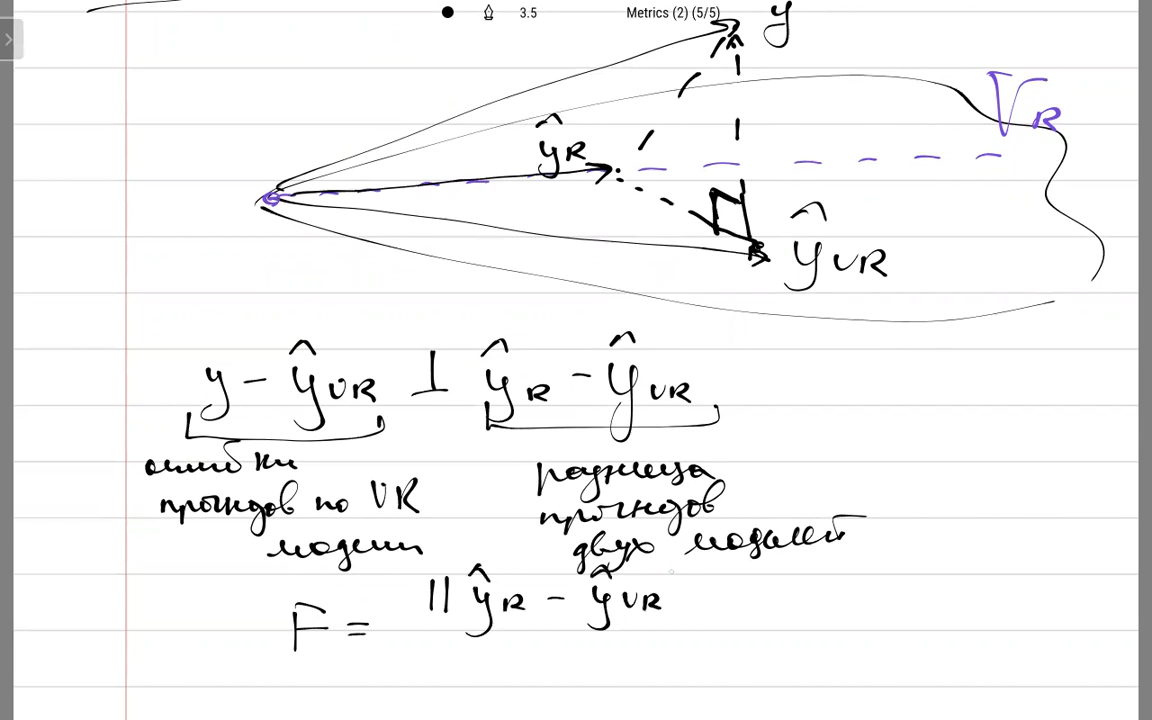 3.5 Metrics (2) (5/5)
y
V_R
ŷ_R
ŷ_UR
y - ŷ_UR ⊥ ŷ_R - ŷ_UR
ошибки
прогнозов по UR
модели
разница
прогнозов
двух моделей
F = || ŷ_R - ŷ_UR